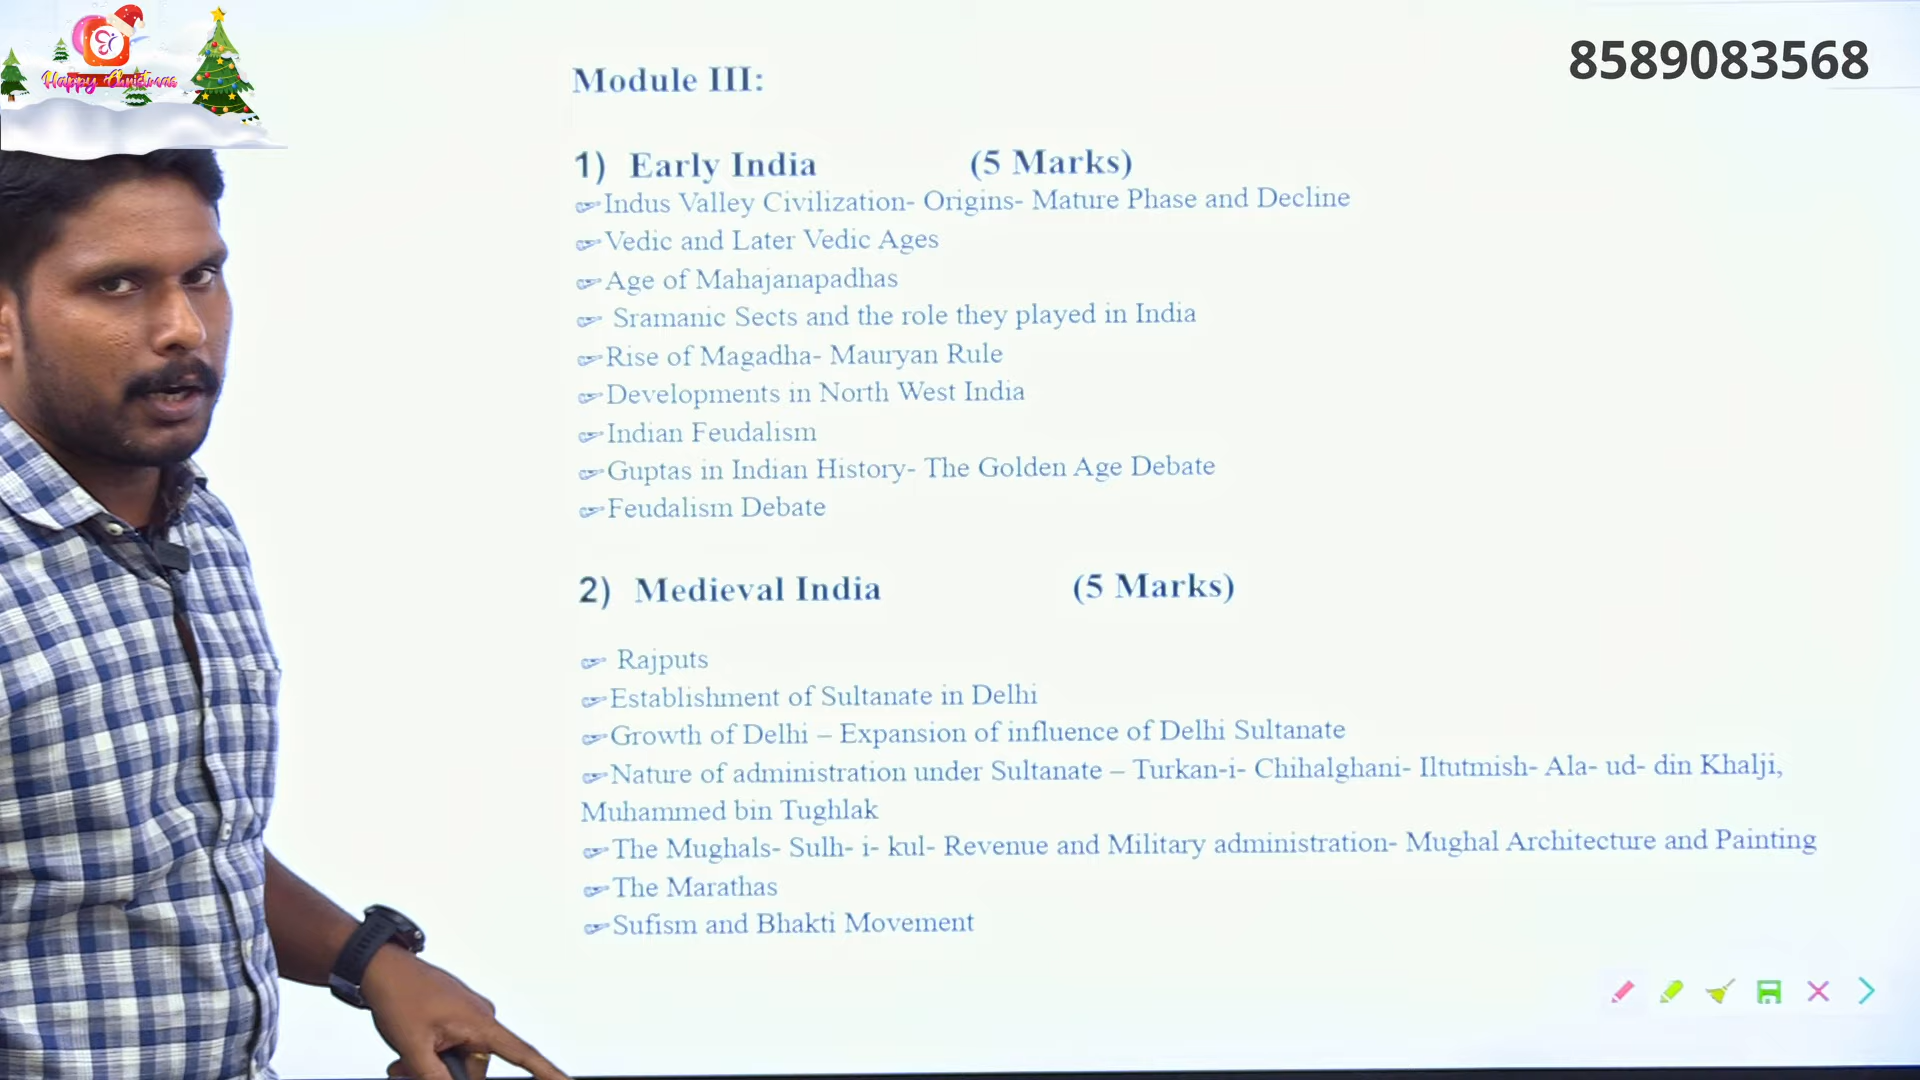 Happy Christmas
8589083568
Module III:
1) Early India (5 Marks)
Indus Valley Civilization- Origins- Mature Phase and Decline
Vedic and Later Vedic Ages
Age of Mahajanapadhas
Sramanic Sects and the role they played in India
Rise of Magadha- Mauryan Rule
Developments in North West India
Indian Feudalism
Guptas in Indian History- The Golden Age Debate
Feudalism Debate
2) Medieval India (5 Marks)
Rajputs
Establishment of Sultanate in Delhi
Growth of Delhi – Expansion of influence of Delhi Sultanate
Nature of administration under Sultanate – Turkan-i- Chihalghani- Iltutmish- Ala- ud- din Khalji,
Muhammed bin Tughlak
The Mughals- Sulh- i- kul- Revenue and Military administration- Mughal Architecture and Painting
The Marathas
Sufism and Bhakti Movement